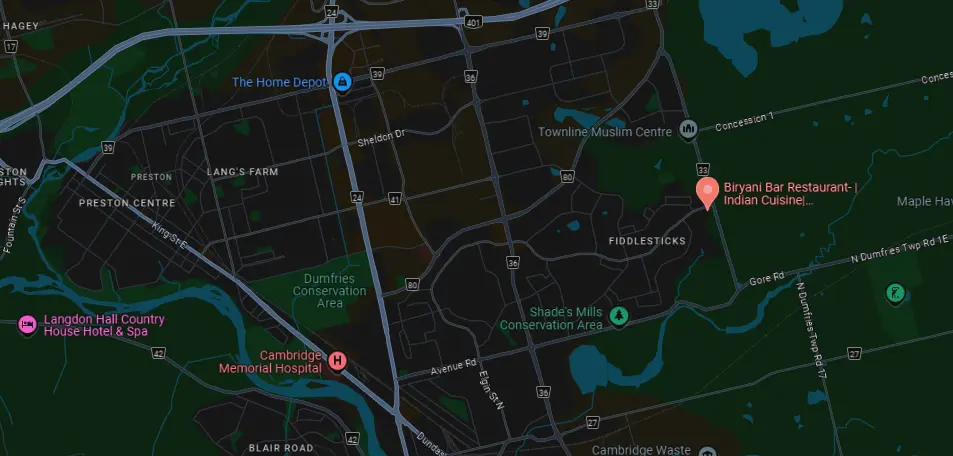 HAGEY
17
24
401
33
39
39
The Home Depot
36
Conces
Sheldon Dr
Townline Muslim Centre
Concession 1
39
STON
GHTS
PRESTON
LANG'S FARM
80
33
PRESTON CENTRE
Biryani Bar Restaurant- |
Indian Cuisine|...
24
41
Maple Hav
Fountain St S
King St E
FIDDLESTICKS
36
N Dumfries Twp Rd 1E
Dumfries
Conservation
Area
80
Gore Rd
N Dumfries Twp Rd 17
Shade's Mills
Conservation Area
Langdon Hall Country
House Hotel & Spa
42
Cambridge
Memorial Hospital
H
27
Avenue Rd
Elgin St N
36
27
42
Dundas
BLAIR ROAD
Cambridge Waste